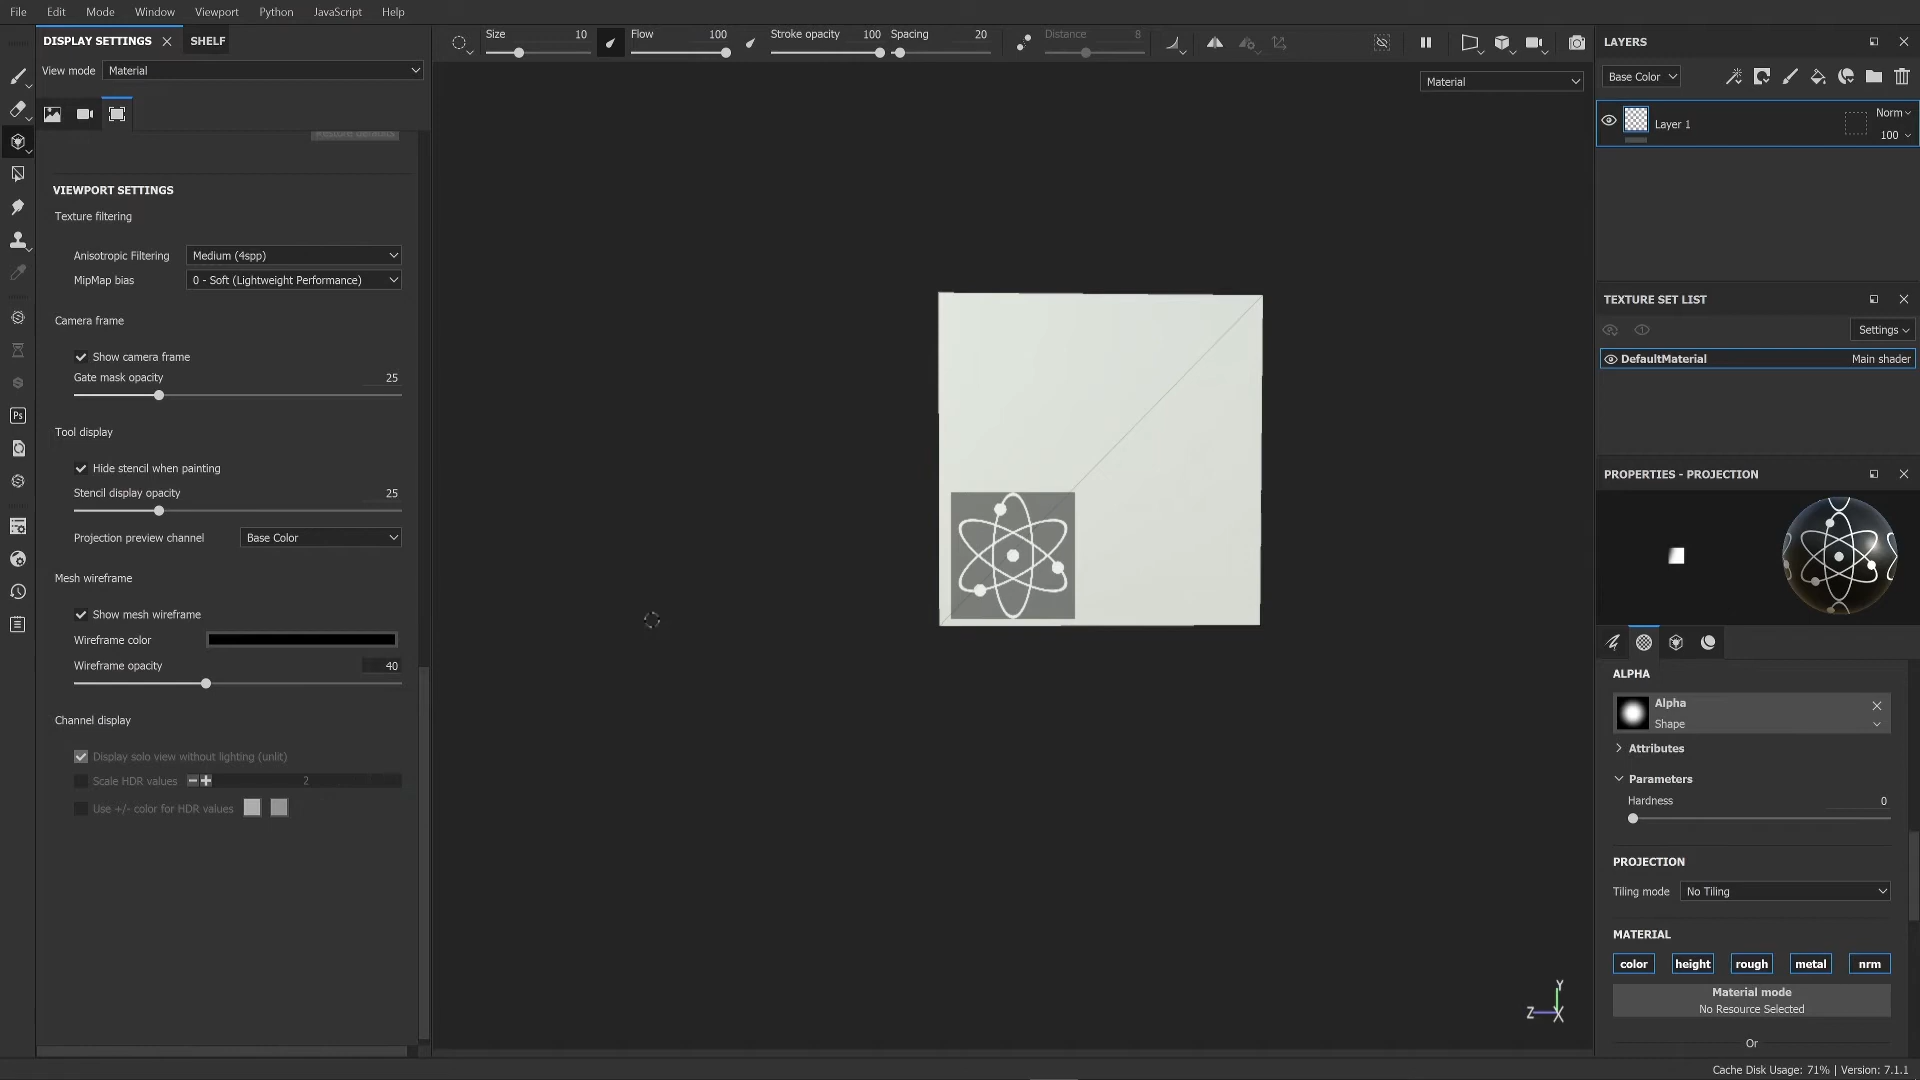 File Edit Mode Window Viewport Python JavaScript Help
DISPLAY SETTINGS SHELF
View mode Material
VIEWPORT SETTINGS
Texture filtering
Anisotropic Filtering Medium (4spp)
MipMap bias 0 - Soft (Lightweight Performance)
Camera frame
Show camera frame
Gate mask opacity 25
Tool display
Hide stencil when painting
Stencil display opacity 25
Projection preview channel Base Color
Mesh wireframe
Show mesh wireframe
Wireframe color
Wireframe opacity 40
Channel display
Display solo view without lighting (unlit)
Scale HDR values 2
Use +/- color for HDR values
Ps
Size 10 Flow 100 Stroke opacity 100 Spacing 20 Distance 8
Material
Y
Z X
LAYERS
Base Color
Layer 1 Norm
100
TEXTURE SET LIST
Settings
DefaultMaterial Main shader
PROPERTIES - PROJECTION
ALPHA
Alpha
Shape
Attributes
Parameters
Hardness 0
PROJECTION
Tiling mode No Tiling
MATERIAL
color height rough metal nrm
Material mode
No Resource Selected
Or
Cache Disk Usage: 71% | Version: 7.1.1